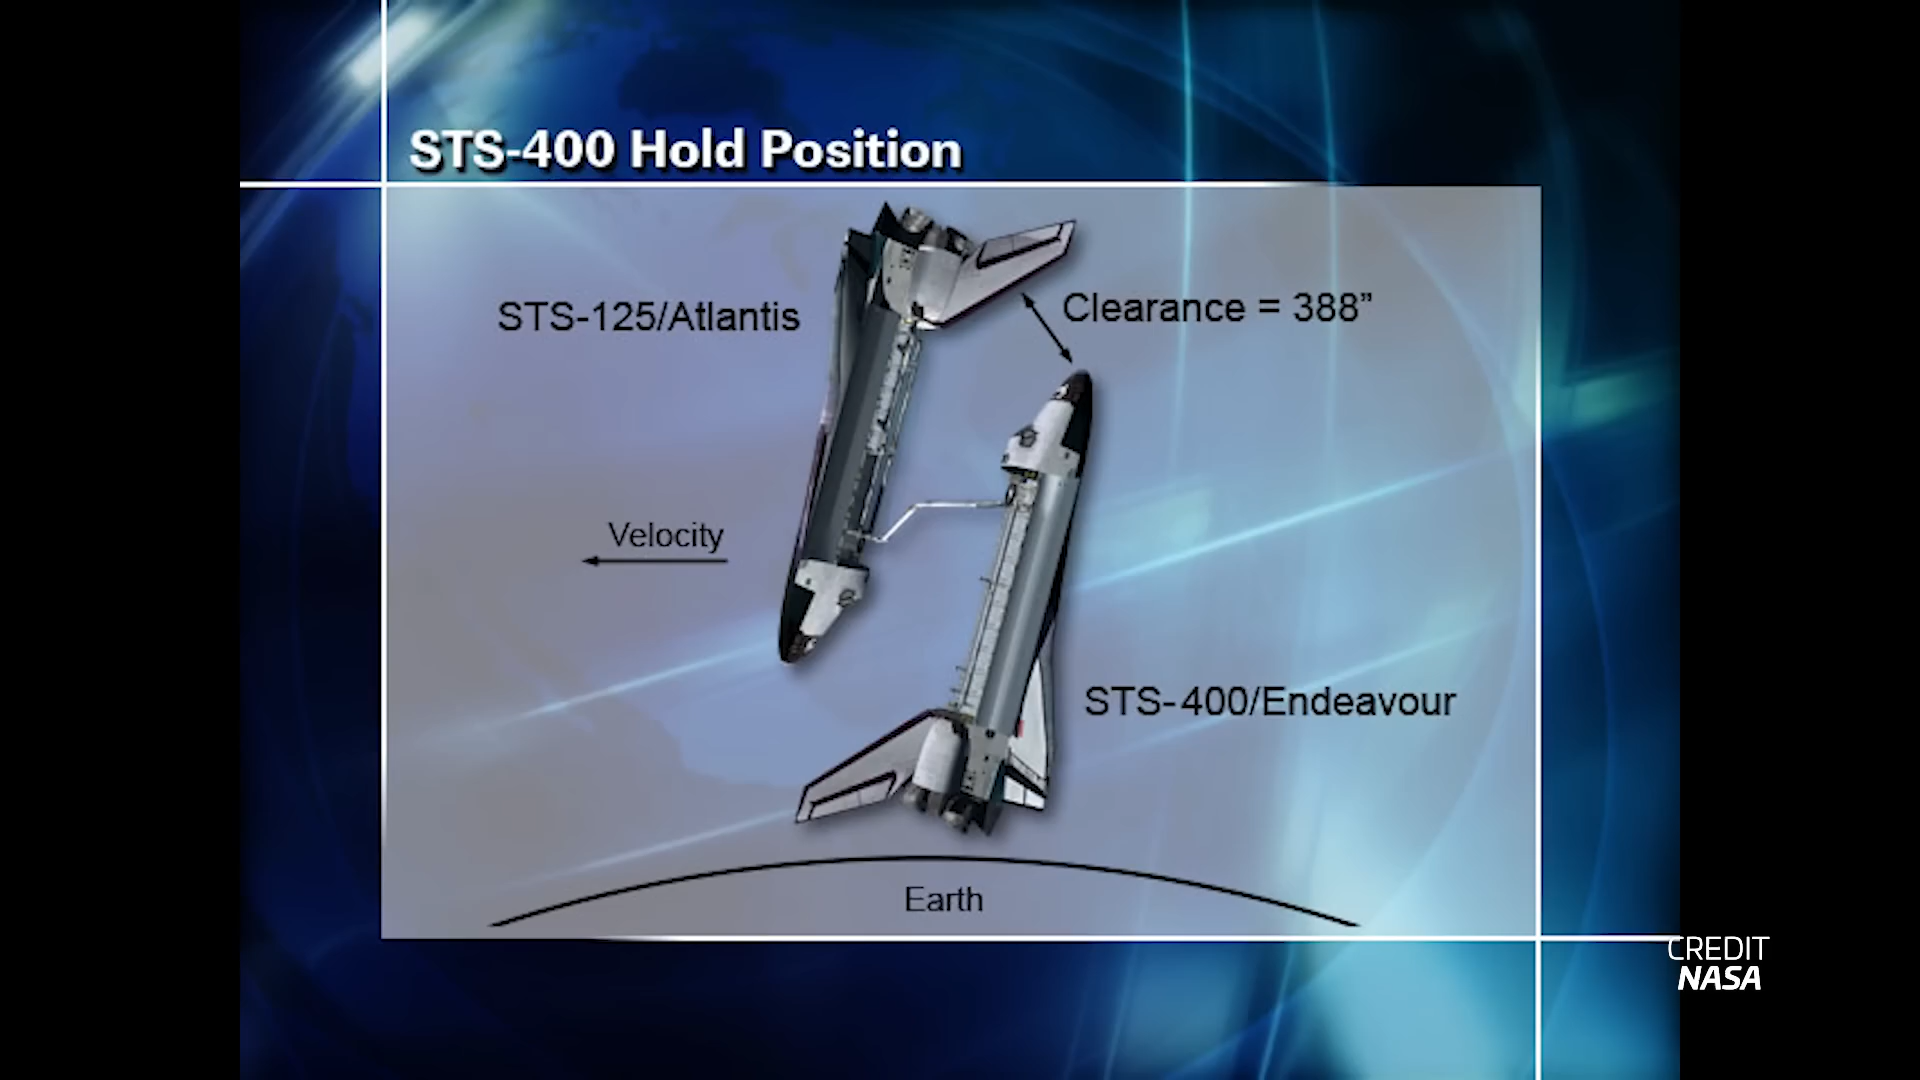 STS-400 Hold Position
STS-125/Atlantis
Clearance = 388”
Velocity
STS-400/Endeavour
Earth
CREDIT
NASA